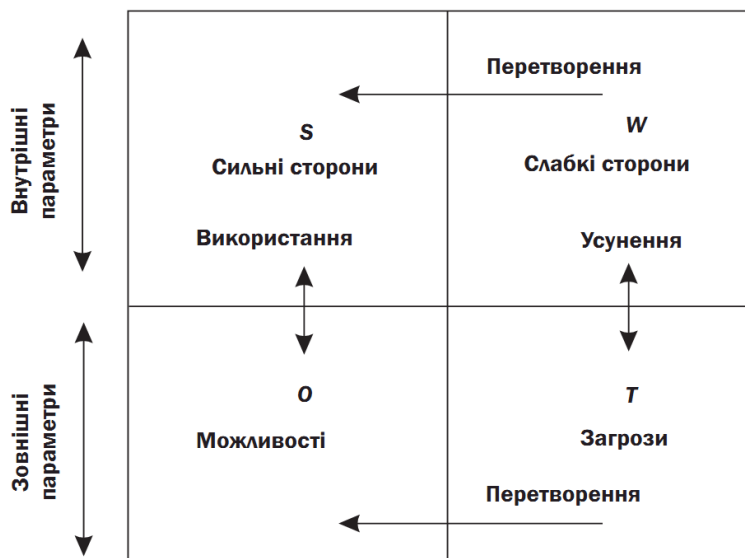 Внутрішні
параметри
Перетворення
S
Сильні сторони
Використання
W
Слабкі сторони
Усунення
Зовнішні
параметри
O
Можливості
T
Загрози
Перетворення